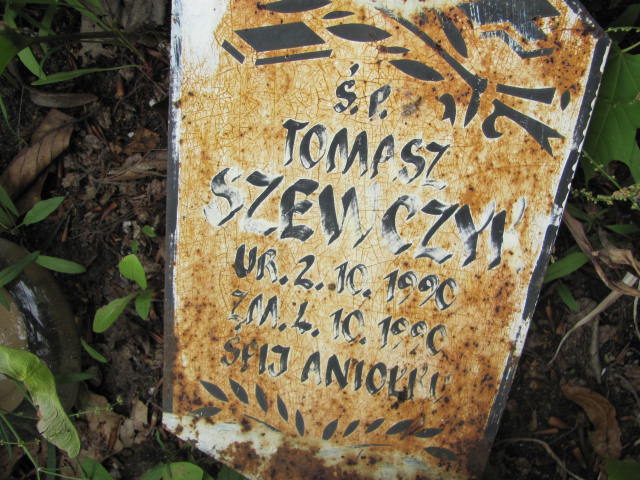 Ś.P.
TOMASZ
SZEWCZYK
UR. 2. 10. 1990
ZM. 4. 10. 1990
ŚPIJ ANIOŁKU